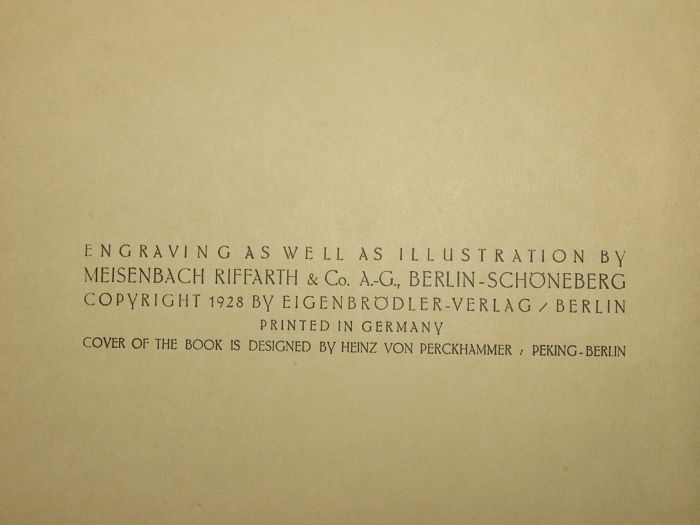 ENGRAVING AS WELL AS ILLUSTRATION BY
MEISENBACH RIFFARTH & Co. A.-G., BERLIN-SCHÖNEBERG
COPYRIGHT 1928 BY EIGENBRÖDLER-VERLAG / BERLIN
PRINTED IN GERMANY
COVER OF THE BOOK IS DESIGNED BY HEINZ VON PERCKHAMMER / PEKING-BERLIN